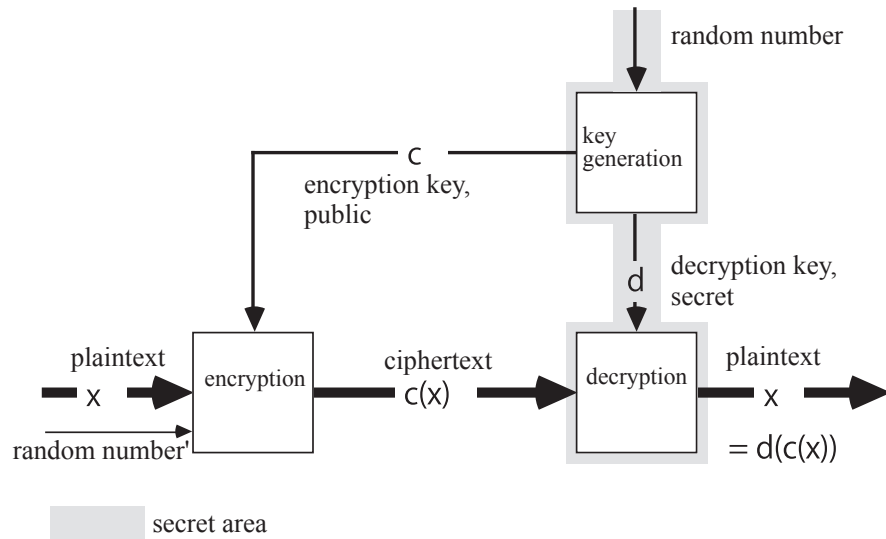 random number
key
generation
c
encryption key,
public
d
decryption key,
secret
plaintext
x
encryption
ciphertext
c(x)
decryption
plaintext
x
random number'
= d(c(x))
secret area